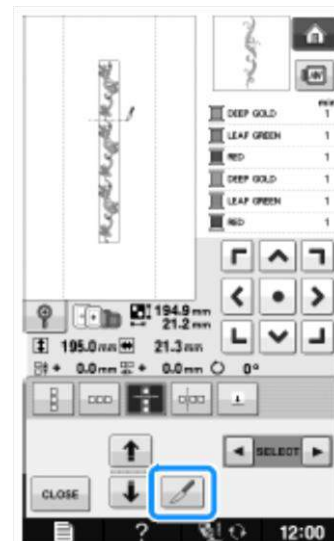 min
DEEP GOLD 1
LEAF GREEN 1
RED 1
DEEP GOLD 1
LEAF GREEN 1
RED 1
194.9 mm
21.2 mm
195.0 mm 21.3 mm
+ 0.0 mm + 0.0 mm 0°
SELECT
CLOSE
? 12:00